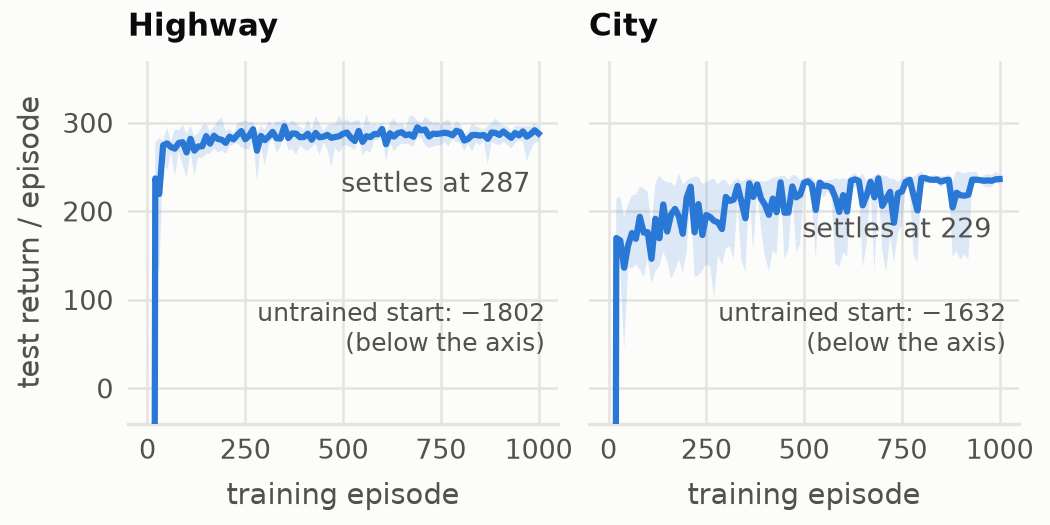 Highway
City
test return / episode
300
200
100
0
settles at 287
untrained start: −1802
(below the axis)
settles at 229
untrained start: −1632
(below the axis)
0 250 500 750 1000
0 250 500 750 1000
training episode
training episode